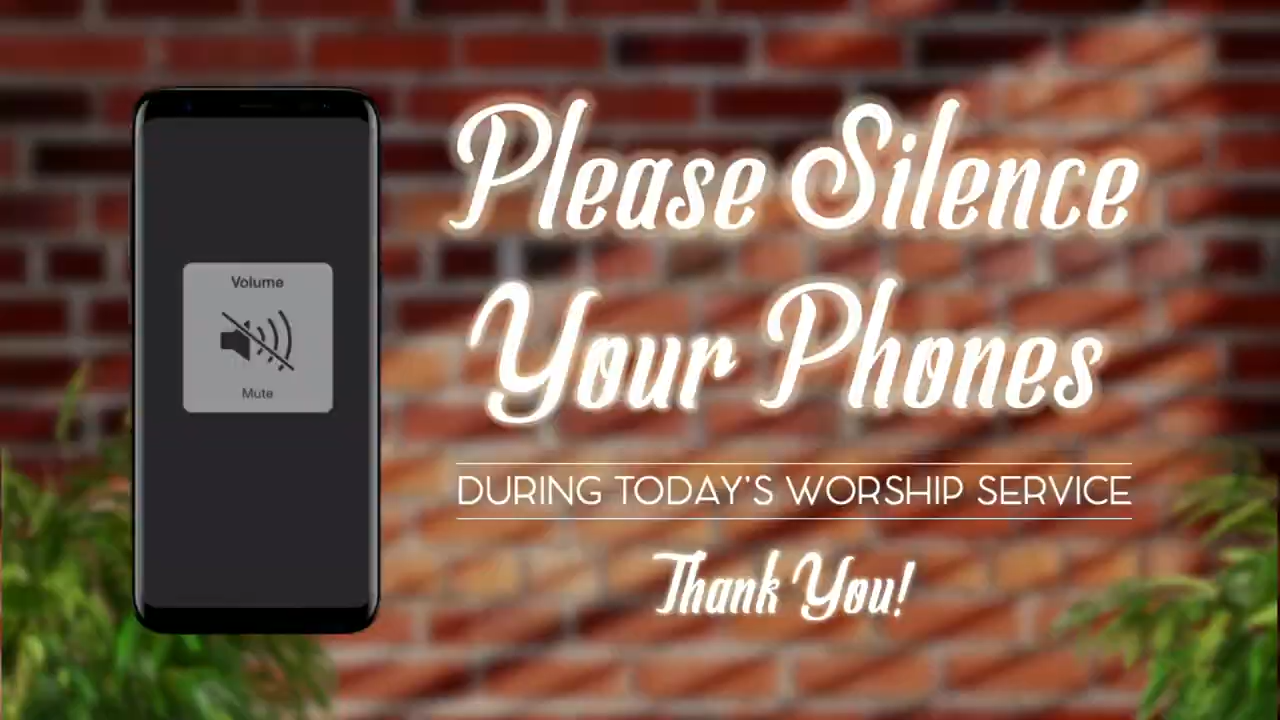 Please Silence
Your Phones
DURING TODAY'S WORSHIP SERVICE
Thank You!
Volume
Mute